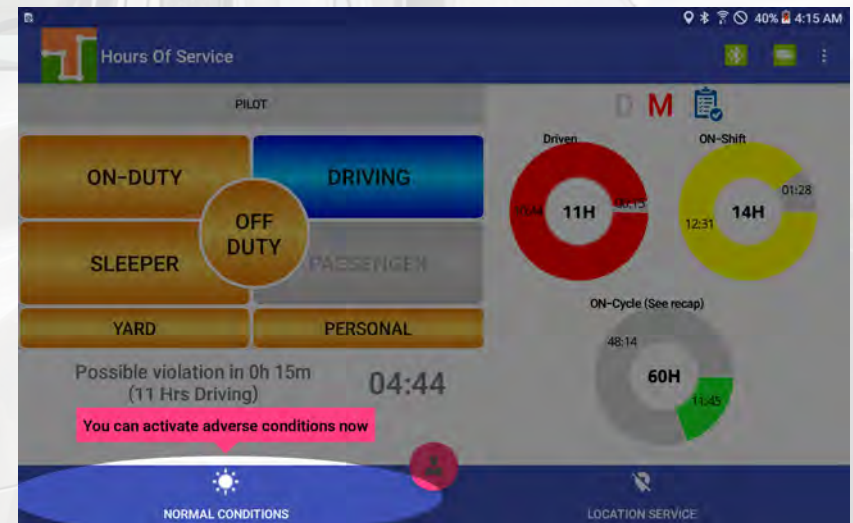 40% 4:15 AM
Hours Of Service
PILOT
D M
ON-DUTY
DRIVING
OFF
DUTY
SLEEPER
PASSENGER
YARD
PERSONAL
Possible violation in 0h 15m
(11 Hrs Driving)
04:44
You can activate adverse conditions now
NORMAL CONDITIONS
Driven
11H
ON-Shift
01:28
12:31
14H
ON-Cycle (See recap)
48:14
60H
11:45
LOCATION SERVICE